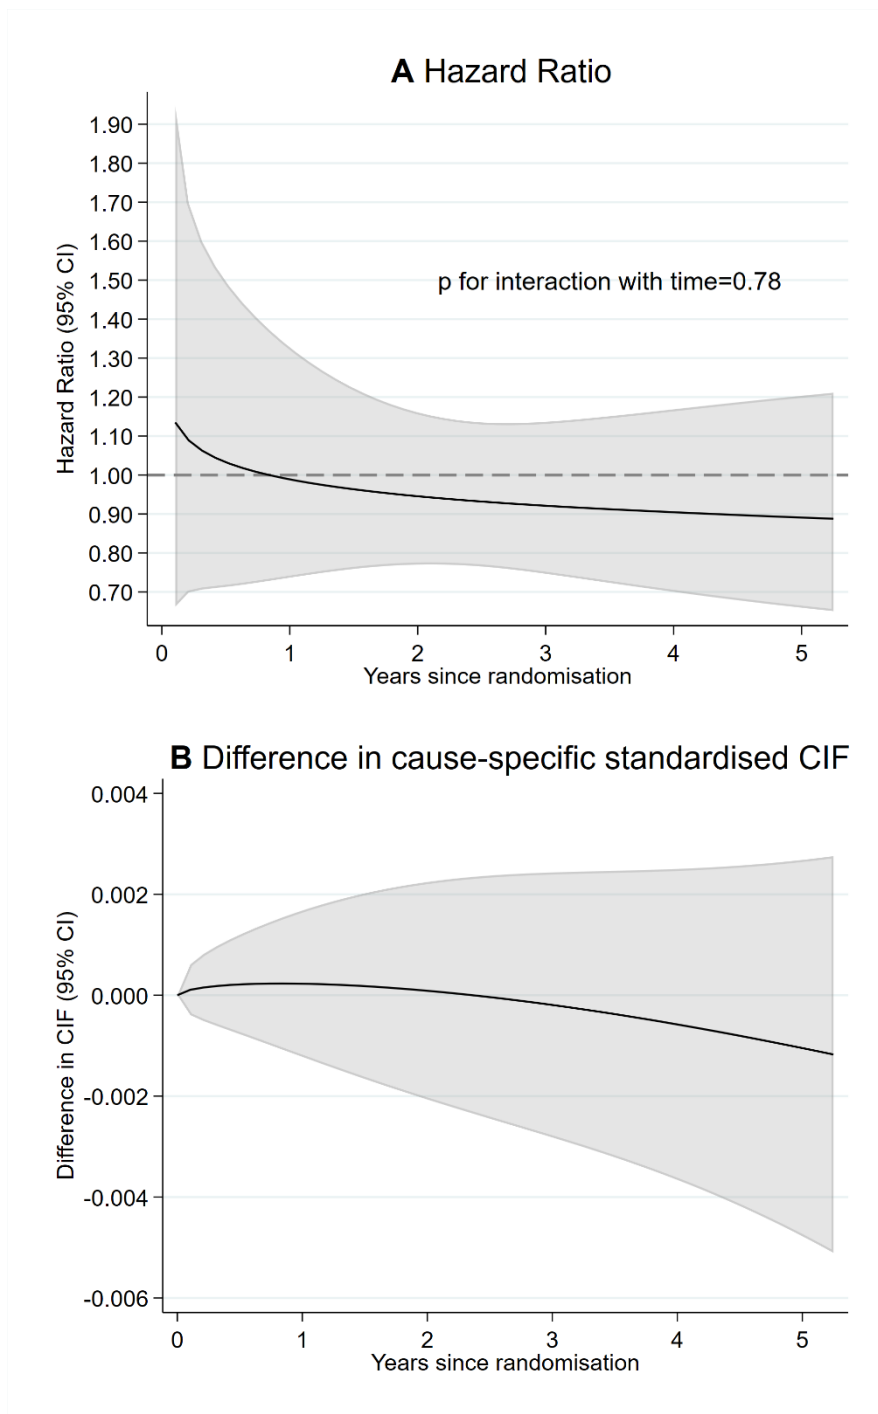 A Hazard Ratio
1.90
1.80
1.70
1.60
1.50
1.40
1.30
1.20
1.10
1.00
0.90
0.80
0.70
Hazard Ratio (95% CI)
p for interaction with time=0.78
0 1 2 3 4 5
Years since randomisation
B Difference in cause-specific standardised CIF
0.004
0.002
0.000
-0.002
-0.004
-0.006
Difference in CIF (95% CI)
0 1 2 3 4 5
Years since randomisation